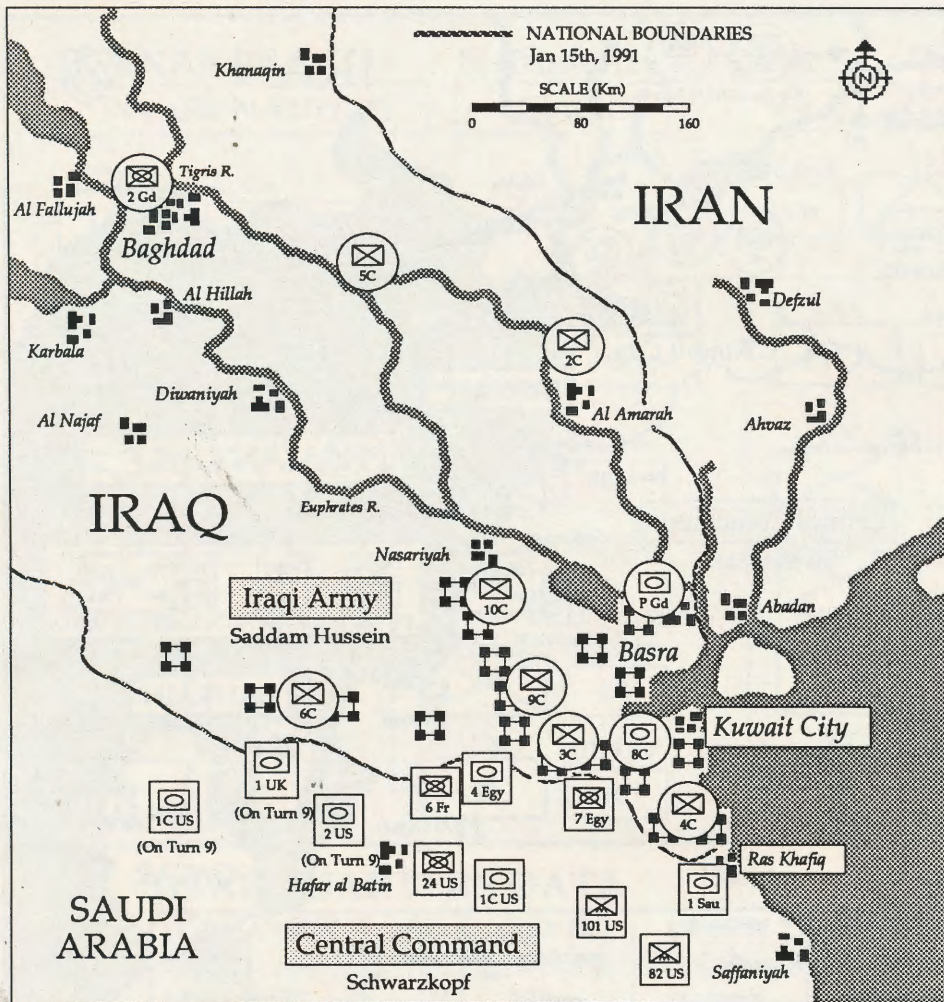 NATIONAL BOUNDARIES
Jan 15th, 1991
SCALE (Km)
0 80 160
N
Khanaqin
Tigris R.
2 Gd
Al Fallujah
Baghdad
IRAN
5C
Al Hillah
Defzul
Karbala
2C
Diwaniyah
Al Amarah
Ahvaz
Al Najaf
IRAQ
Euphrates R.
Nasariyah
Iraqi Army
Saddam Hussein
10C
P Gd
Abadan
Basra
6C
9C
Kuwait City
3C
8C
1 UK
(On Turn 9)
1C US
(On Turn 9)
2 US
(On Turn 9)
6 Fr
4 Egy
7 Egy
4C
Hafar al Batin
24 US
1C US
Ras Khafiq
1 Sau
101 US
82 US
Saffaniyah
SAUDI
ARABIA
Central Command
Schwarzkopf